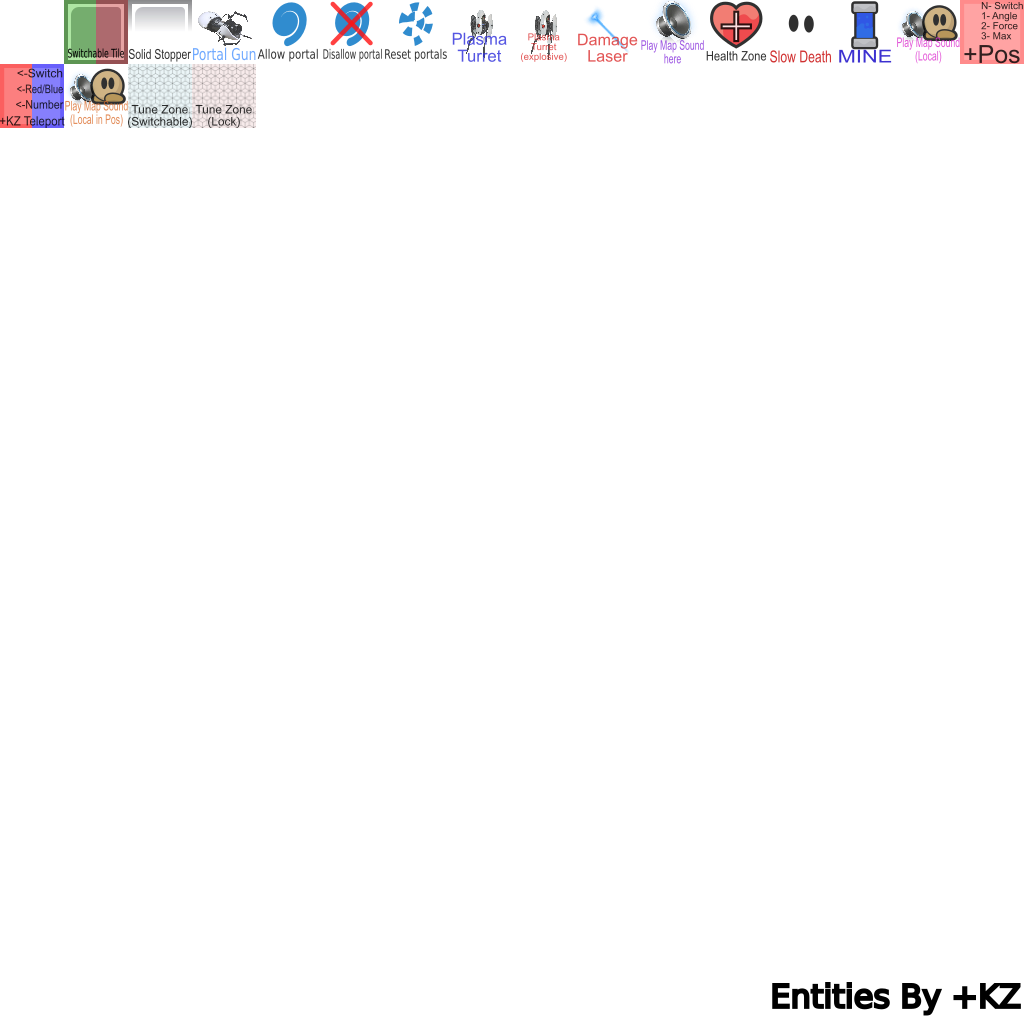 Switchable Tile
Solid Stopper
Portal Gun
Allow portal
Disallow portal
Reset portals
Plasma
Turret
Plasma
Turret
(explosive)
Damage
Laser
Play Map Sound
here
Health Zone
Slow Death
MINE
Play Map Sound
(Local)
N- Switch
1- Angle
2- Force
3- Max
+Pos
<-Switch
<-Red/Blue
<-Number
+KZ Teleport
Play Map Sound
(Local in Pos)
Tune Zone
(Switchable)
Tune Zone
(Lock)
Entities By +KZ